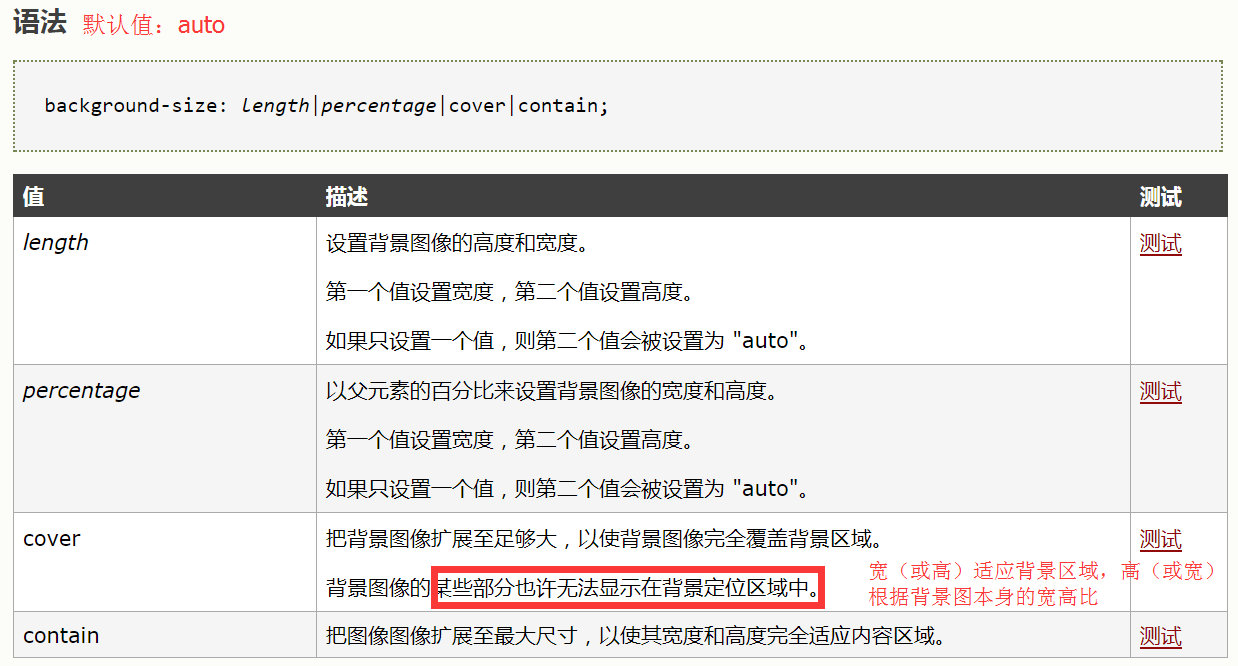 语法 默认值：auto
background-size: length|percentage|cover|contain;
值 描述 测试
length 设置背景图像的高度和宽度。 测试
第一个值设置宽度，第二个值设置高度。
如果只设置一个值，则第二个值会被设置为 "auto"。
percentage 以父元素的百分比来设置背景图像的宽度和高度。 测试
第一个值设置宽度，第二个值设置高度。
如果只设置一个值，则第二个值会被设置为 "auto"。
cover 把背景图像扩展至足够大，以使背景图像完全覆盖背景区域。 测试
背景图像的某些部分也许无法显示在背景定位区域中。
宽（或高）适应背景区域，高（或宽）
根据背景图本身的宽高比
contain 把图像图像扩展至最大尺寸，以使其宽度和高度完全适应内容区域。 测试